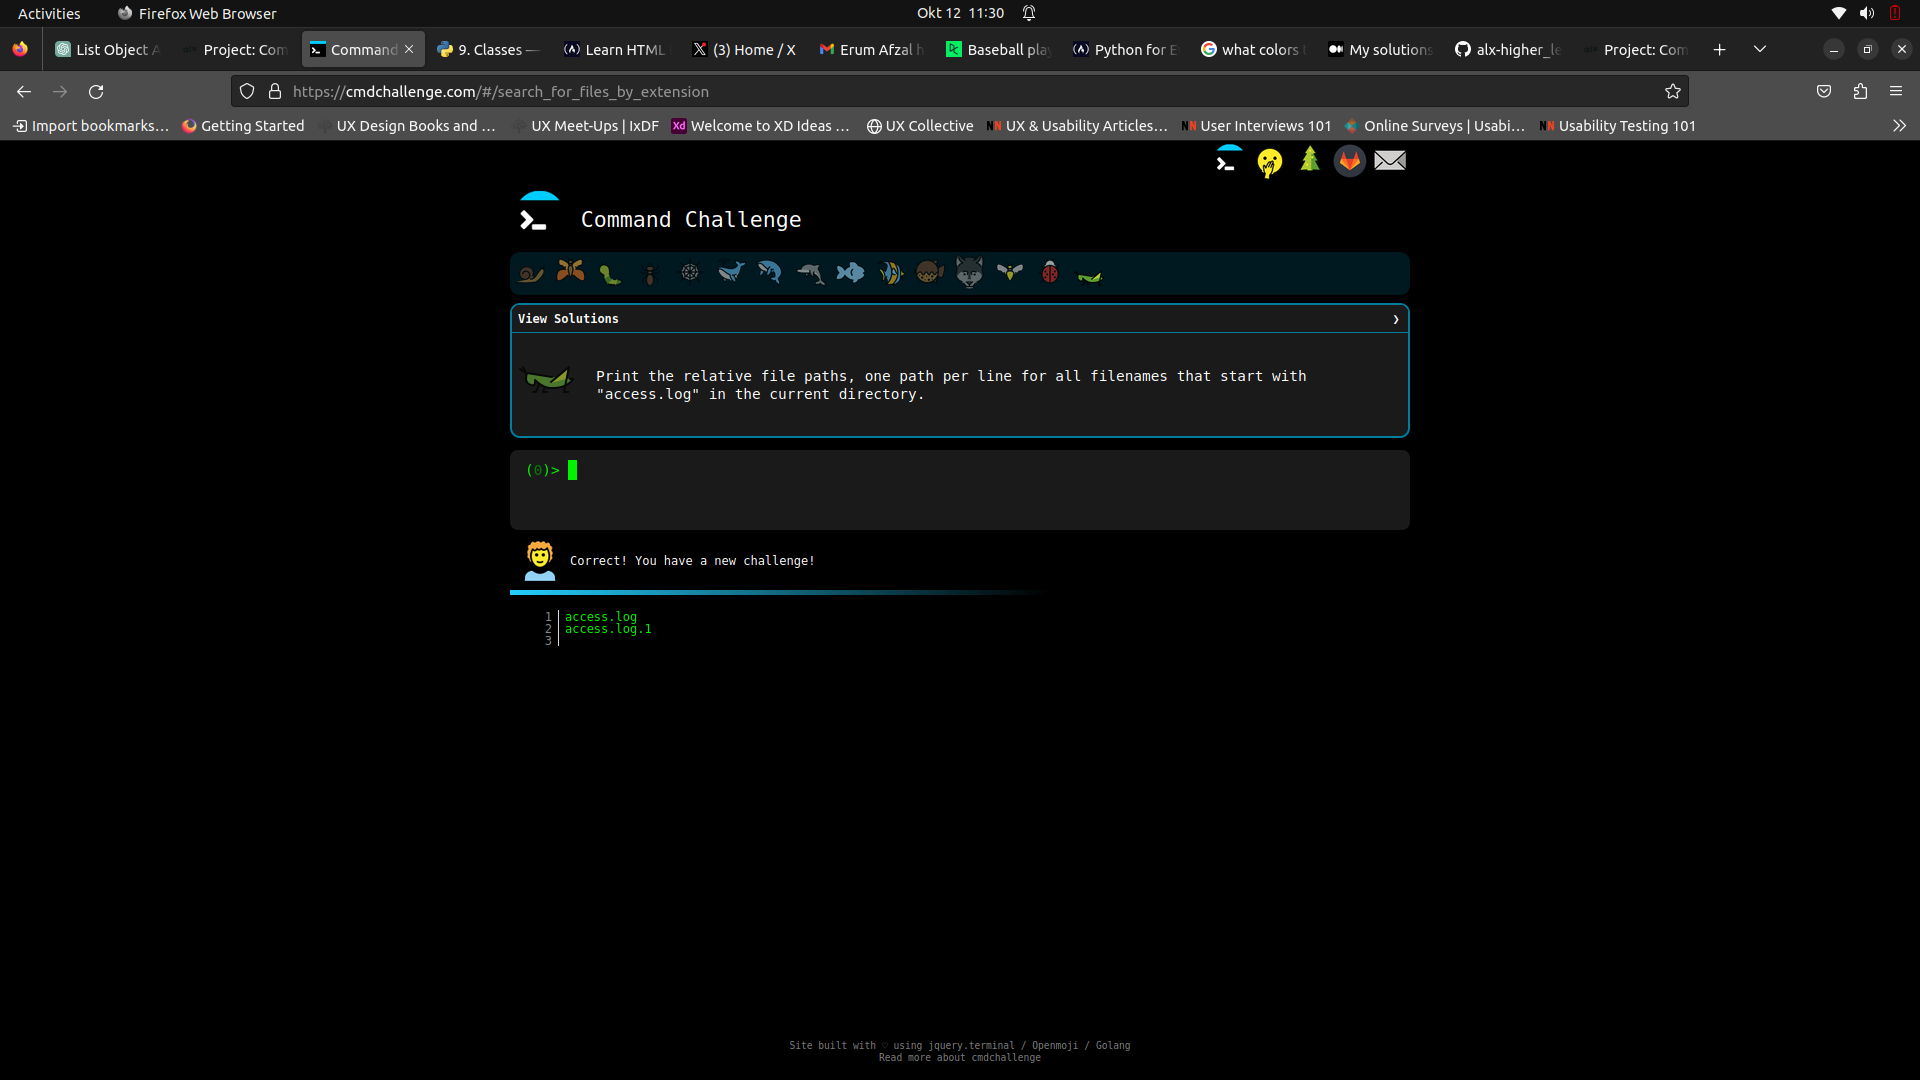 Activities
Firefox Web Browser
Okt 12 11:30
List Object A
Project: Com
Command
9. Classes —
Learn HTML
(3) Home / X
Erum Afzal h
Baseball play
Python for E
what colors
My solutions
alx-higher_le
Project: Com
https://cmdchallenge.com/#/search_for_files_by_extension
Import bookmarks...
Getting Started
UX Design Books and ...
UX Meet-Ups | IxDF
Xd Welcome to XD Ideas ...
UX Collective
NN UX & Usability Articles...
NN User Interviews 101
Online Surveys | Usabi...
NN Usability Testing 101
Command Challenge
View Solutions
Print the relative file paths, one path per line for all filenames that start with
"access.log" in the current directory.
(0)>
Correct! You have a new challenge!
1 access.log
2 access.log.1
3
Site built with ♡ using jquery.terminal / Openmoji / Golang
Read more about cmdchallenge